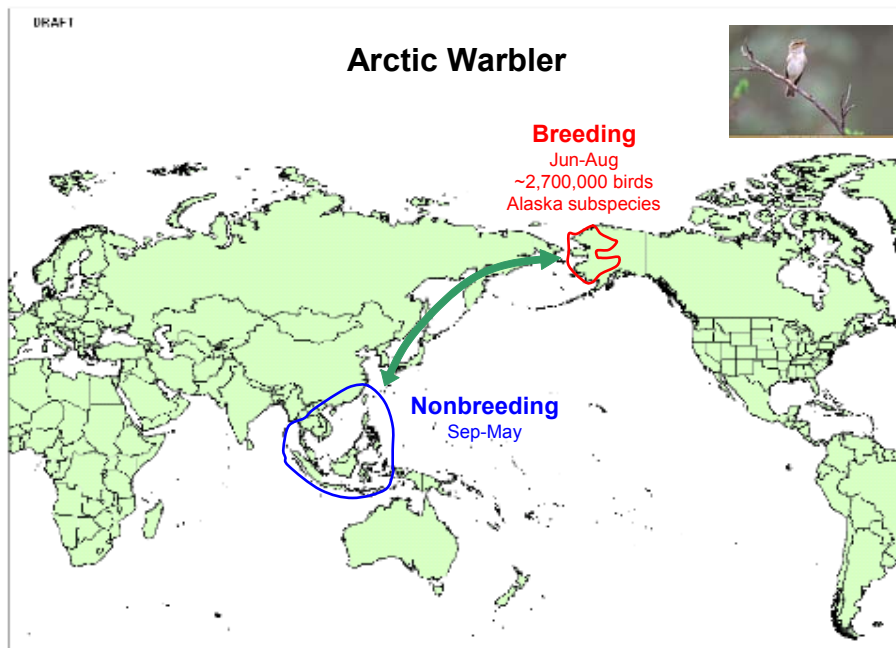 DRAFT
Arctic Warbler
Breeding
Jun-Aug
~2,700,000 birds
Alaska subspecies
Nonbreeding
Sep-May